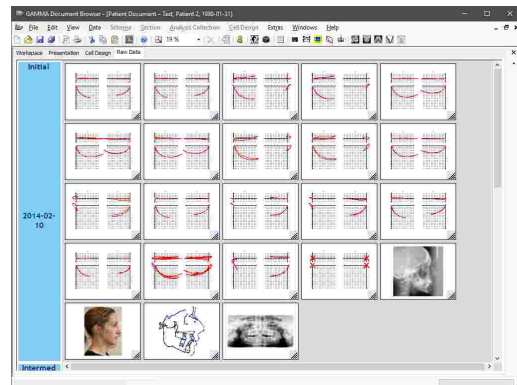 GAMMA Document Browser - [Patient Document - Test, Patient 2, 1980-01-31]
File Edit View Data Schema Section Analysis Collection Cell Design Extras Windows Help
19 %
Workspace Presentation Cell Design Raw Data
Initial
2014-02-
10
Intermed